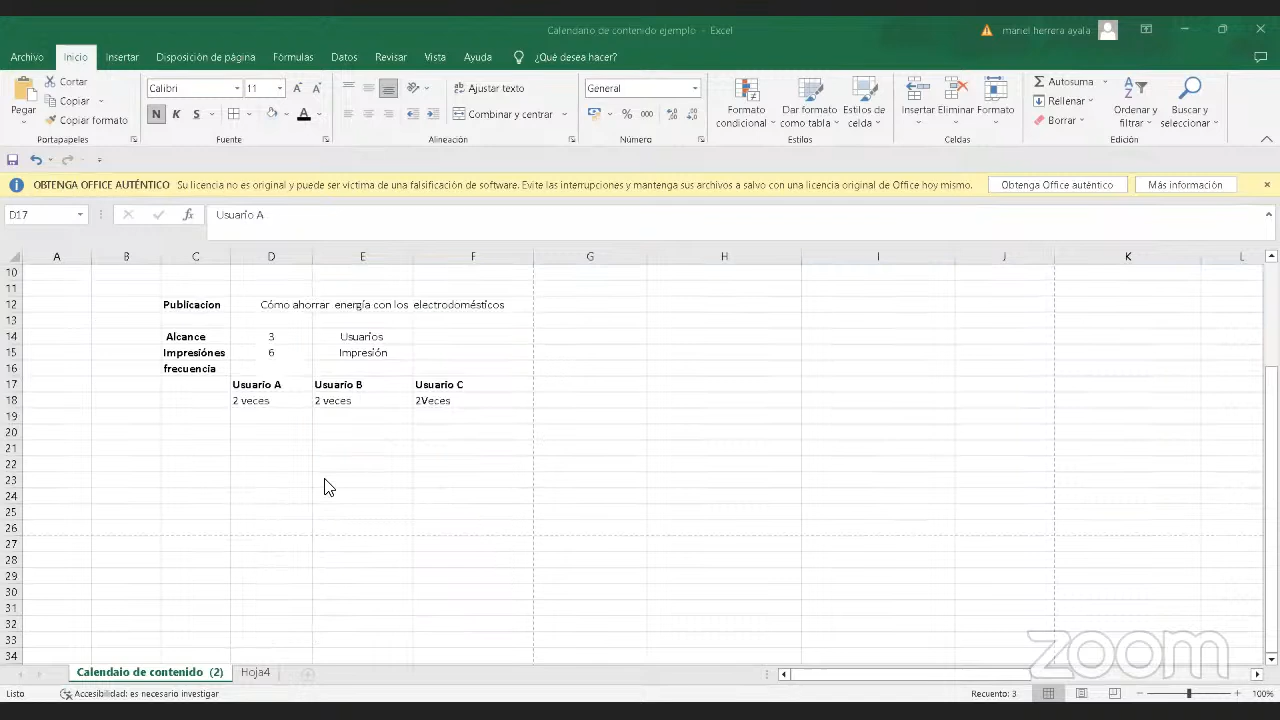 Calendario de contenido ejemplo - Excel
mariel herrera ayala
Archivo Inicio Insertar Disposición de página Fórmulas Datos Revisar Vista Ayuda ¿Qué desea hacer?
Pegar
Cortar
Copiar
Copiar formato
Portapapeles
Calibri 11
N K S
Fuente
Ajustar texto
Combinar y centrar
Alineación
General
% 000
Número
Formato condicional
Dar formato como tabla
Estilos de celda
Estilos
Insertar Eliminar Formato
Celdas
Autosuma
Rellenar
Borrar
Ordenar y filtrar
Buscar y seleccionar
Edición
OBTENGA OFFICE AUTÉNTICO Su licencia no es original y puede ser víctima de una falsificación de software. Evite las interrupciones y mantenga sus archivos a salvo con una licencia original de Office hoy mismo. Obtenga Office auténtico Más información
D17 fx Usuario A
A B C D E F G H I J K L
10
11
12 Publicacion Cómo ahorrar energía con los electrodomésticos
13
14 Alcance 3 Usuarios
15 Impresiónes 6 Impresión
16 frecuencia
17 Usuario A Usuario B Usuario C
18 2 veces 2 veces 2Veces
19
20
21
22
23
24
25
26
27
28
29
30
31
32
33
34
zoom
Calendaio de contenido (2) Hoja4
Listo Accesibilidad: es necesario investigar Recuento: 3 100%